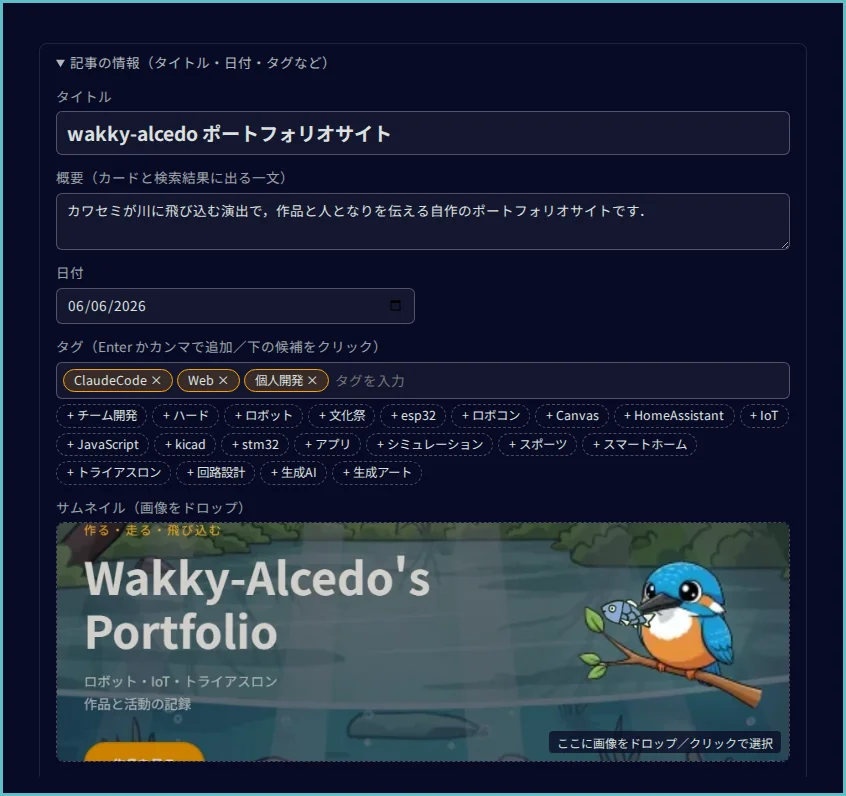 ▼ 記事の情報（タイトル・日付・タグなど）
タイトル
wakky-alcedo ポートフォリオサイト
概要（カードと検索結果に出る一文）
カワセミが川に飛び込む演出で，作品と人となりを伝える自作のポートフォリオサイトです．
日付
06/06/2026
タグ（Enter かカンマで追加／下の候補をクリック）
ClaudeCode × Web × 個人開発 × タグを入力
+ チーム開発 + ハード + ロボット + 文化祭 + esp32 + ロボコン + Canvas + HomeAssistant + IoT
+ JavaScript + kicad + stm32 + アプリ + シミュレーション + スポーツ + スマートホーム
+ トライアスロン + 回路設計 + 生成AI + 生成アート
サムネイル（画像をドロップ）
作る・走る・飛び込む
Wakky-Alcedo's
Portfolio
ロボット・IoT・トライアスロン
作品と活動の記録
ここに画像をドロップ／クリックで選択